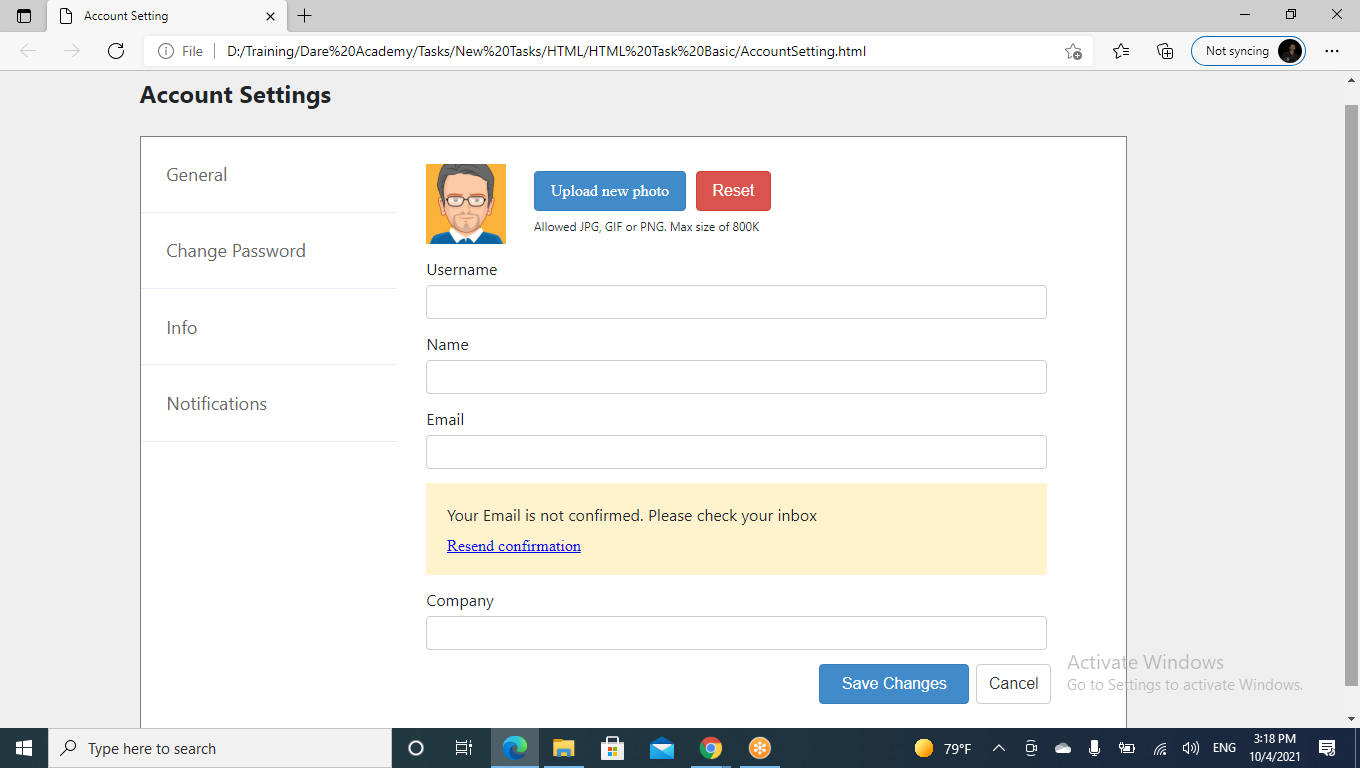 Account Setting
File
D:/Training/Dare%20Academy/Tasks/New%20Tasks/HTML/HTML%20Task%20Basic/AccountSetting.html
Not syncing
Account Settings
General
Change Password
Info
Notifications
Upload new photo
Reset
Allowed JPG, GIF or PNG. Max size of 800K
Username
Name
Email
Your Email is not confirmed. Please check your inbox
Resend confirmation
Company
Save Changes
Cancel
Activate Windows
Go to Settings to activate Windows.
Type here to search
79°F
ENG
3:18 PM
10/4/2021